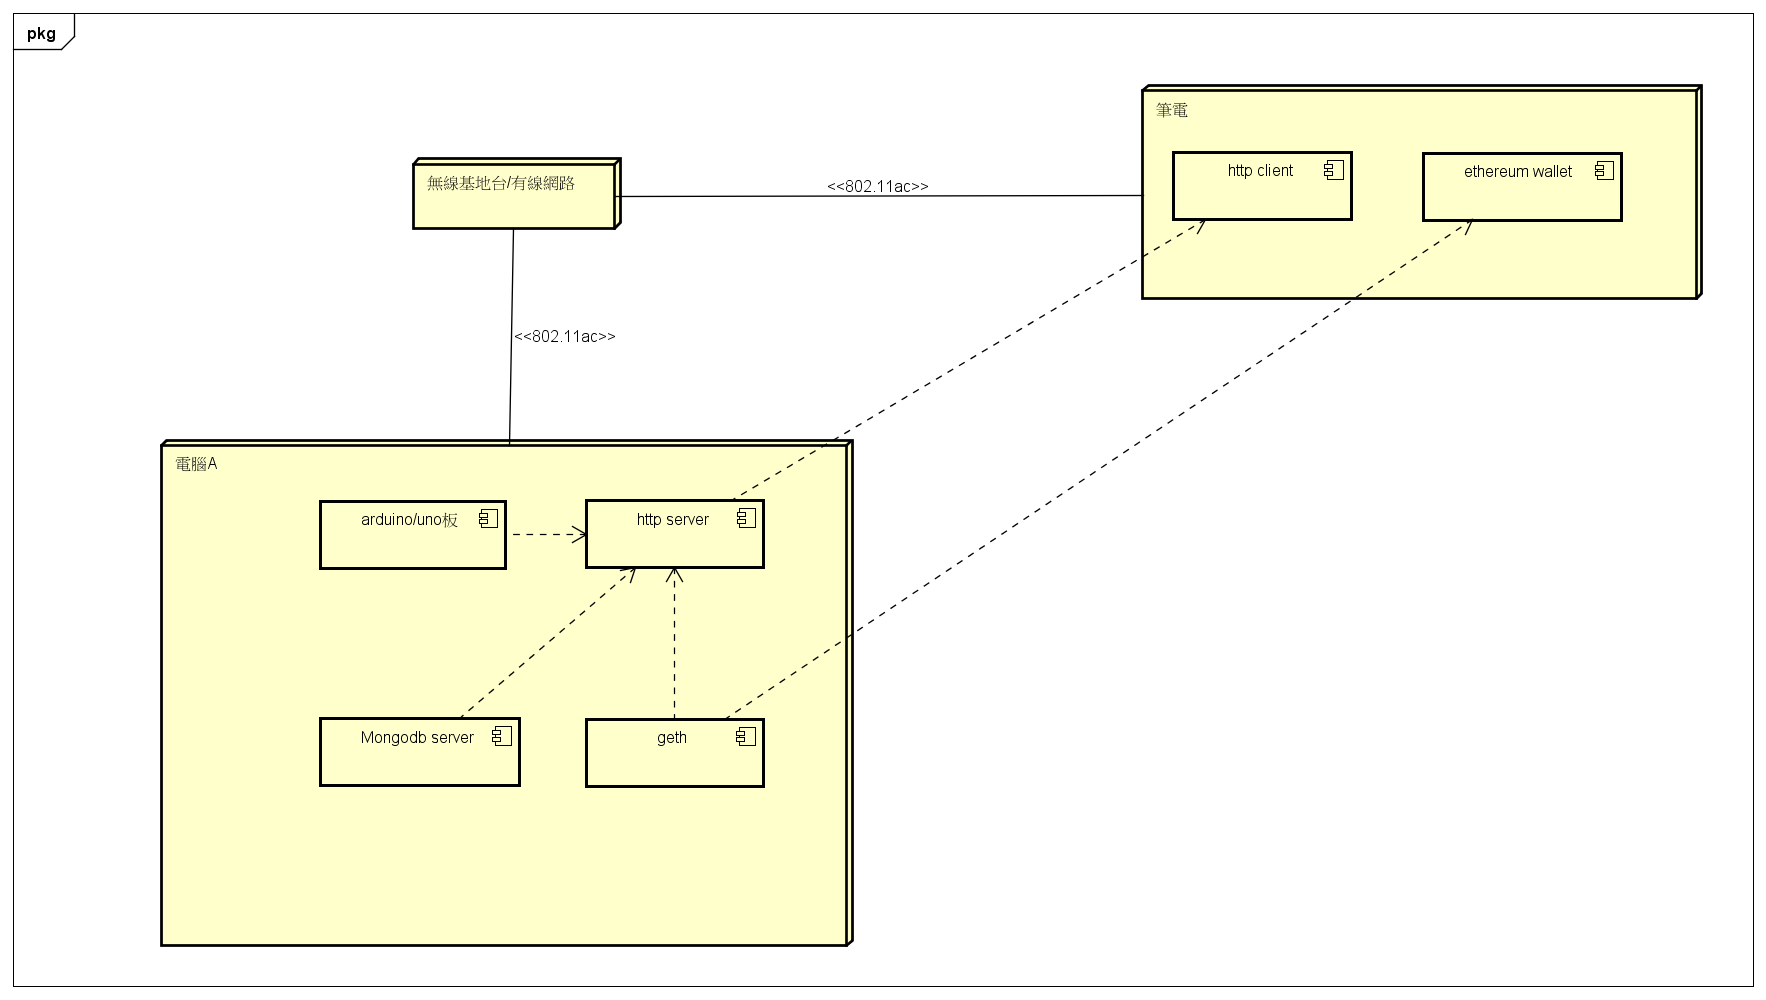 pkg
筆電
http client
ethereum wallet
無線基地台/有線網路
<<802.11ac>>
<<802.11ac>>
電腦A
arduino/uno板
http server
Mongodb server
geth